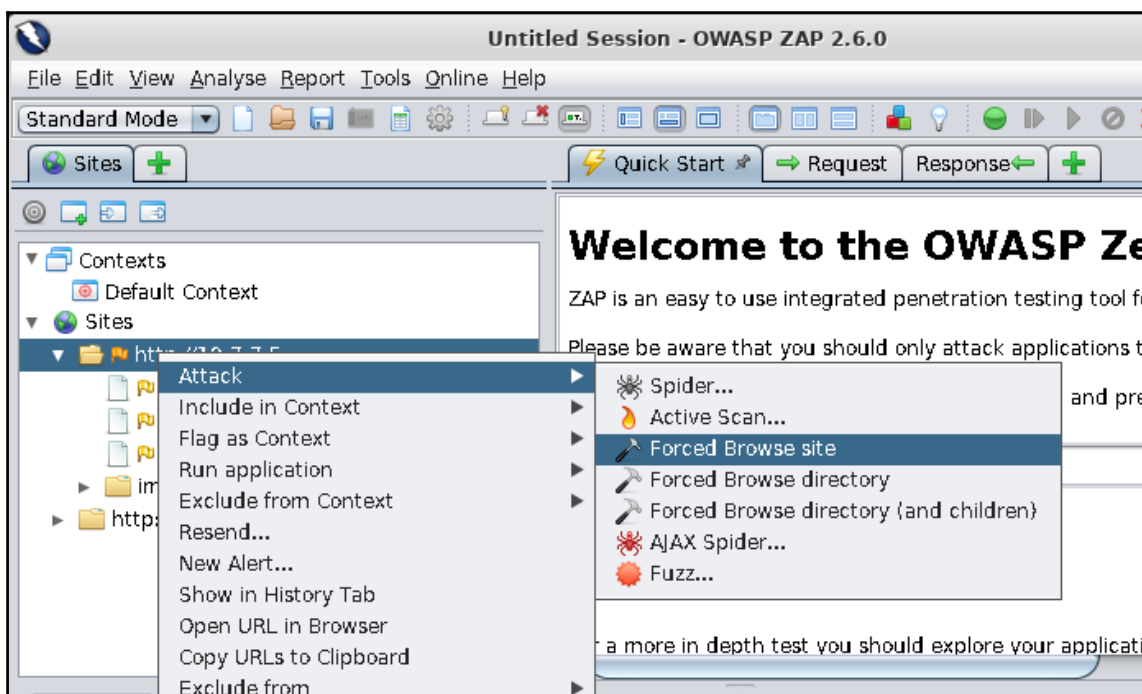 Untitled Session - OWASP ZAP 2.6.0
File Edit View Analyse Report Tools Online Help
Standard Mode
Sites
Quick Start
Request
Response
Welcome to the OWASP Ze
Contexts
Default Context
ZAP is an easy to use integrated penetration testing tool f
Sites
Please be aware that you should only attack applications t
Attack
Spider...
and pre
Include in Context
Active Scan...
Flag as Context
Forced Browse site
Run application
Forced Browse directory
im
Exclude from Context
Forced Browse directory (and children)
http:
Resend...
AJAX Spider...
New Alert...
Fuzz...
Show in History Tab
Open URL in Browser
a more in depth test you should explore your applicati
Copy URLs to Clipboard
Exclude from